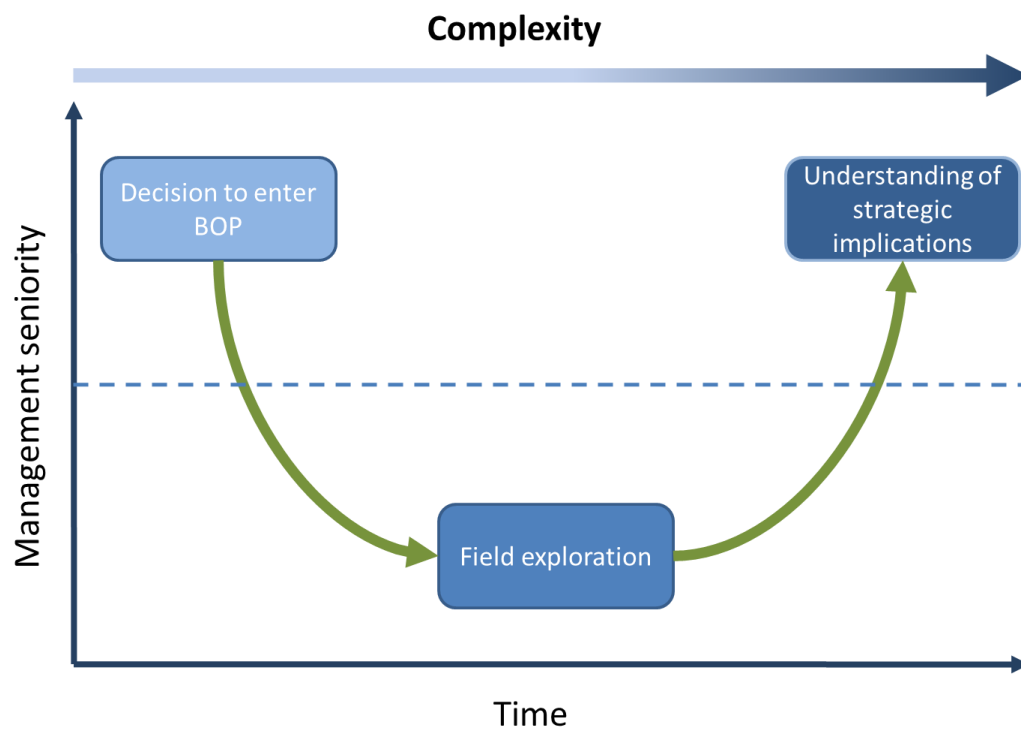 Complexity
Management seniority
Decision to enter
BOP
Understanding of
strategic
implications
Field exploration
Time